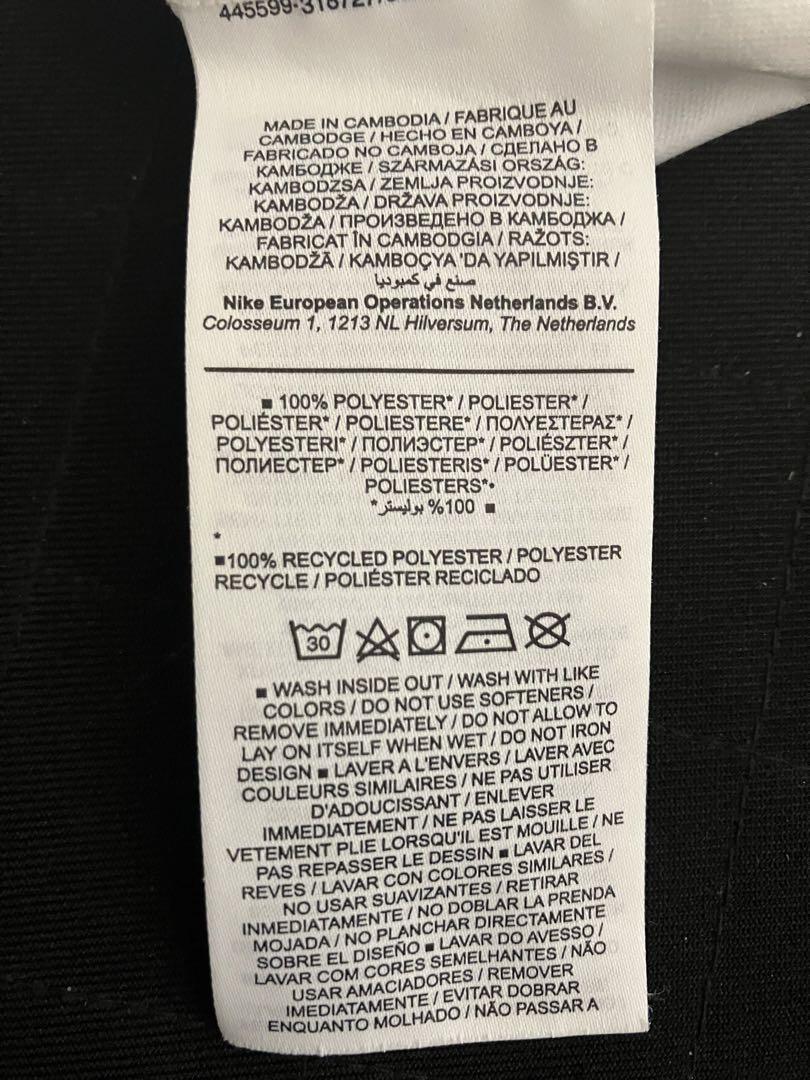 MADE IN CAMBODIA / FABRIQUE AU
CAMBODGE / HECHO EN CAMBOYA /
FABRICADO NO CAMBOJA / СДЕЛАНО В
КАМБОДЖЕ / SZÁRMAZÁSI ORSZÁG:
KAMBODZSA / ZEMLJA PROIZVODNJE:
KAMBODŽA / DRŽAVA PROIZVODNJE:
KAMBODŽA / ПРОИЗВЕДЕНО В КАМБОДЖА /
FABRICAT ÎN CAMBODGIA / RAŽOTS:
KAMBODŽĀ / KAMBOÇYA 'DA YAPILMIŞTIR /
صنع في كمبوديا
Nike European Operations Netherlands B.V.
Colosseum 1, 1213 NL Hilversum, The Netherlands
■ 100% POLYESTER* / POLIESTER* /
POLIÉSTER* / POLIESTERE* / ΠΟΛΥΕΣΤΕΡΑΣ* /
POLYESTERI* / ПОЛИЭСТЕР* / POLIÉSZTER* /
ПОЛИЕСТЕР* / POLIESTERIS* / POLÜESTER* /
POLIESTERS*•
■ 100% بوليستر*
*
■100% RECYCLED POLYESTER / POLYESTER
RECYCLE / POLIÉSTER RECICLADO
30
■ WASH INSIDE OUT / WASH WITH LIKE
COLORS / DO NOT USE SOFTENERS /
REMOVE IMMEDIATELY / DO NOT ALLOW TO
LAY ON ITSELF WHEN WET / DO NOT IRON
DESIGN ■ LAVER A L'ENVERS / LAVER AVEC
COULEURS SIMILAIRES / NE PAS UTILISER
D'ADOUCISSANT / ENLEVER
IMMEDIATEMENT / NE PAS LAISSER LE
VETEMENT PLIE LORSQU'IL EST MOUILLE / NE
PAS REPASSER LE DESSIN ■ LAVAR DEL
REVES / LAVAR CON COLORES SIMILARES /
NO USAR SUAVIZANTES / RETIRAR
INMEDIATAMENTE / NO DOBLAR LA PRENDA
MOJADA / NO PLANCHAR DIRECTAMENTE
SOBRE EL DISEÑO ■ LAVAR DO AVESSO /
LAVAR COM CORES SEMELHANTES / NÃO
USAR AMACIADORES / REMOVER
IMEDIATAMENTE / EVITAR DOBRAR
ENQUANTO MOLHADO / NÃO PASSAR A